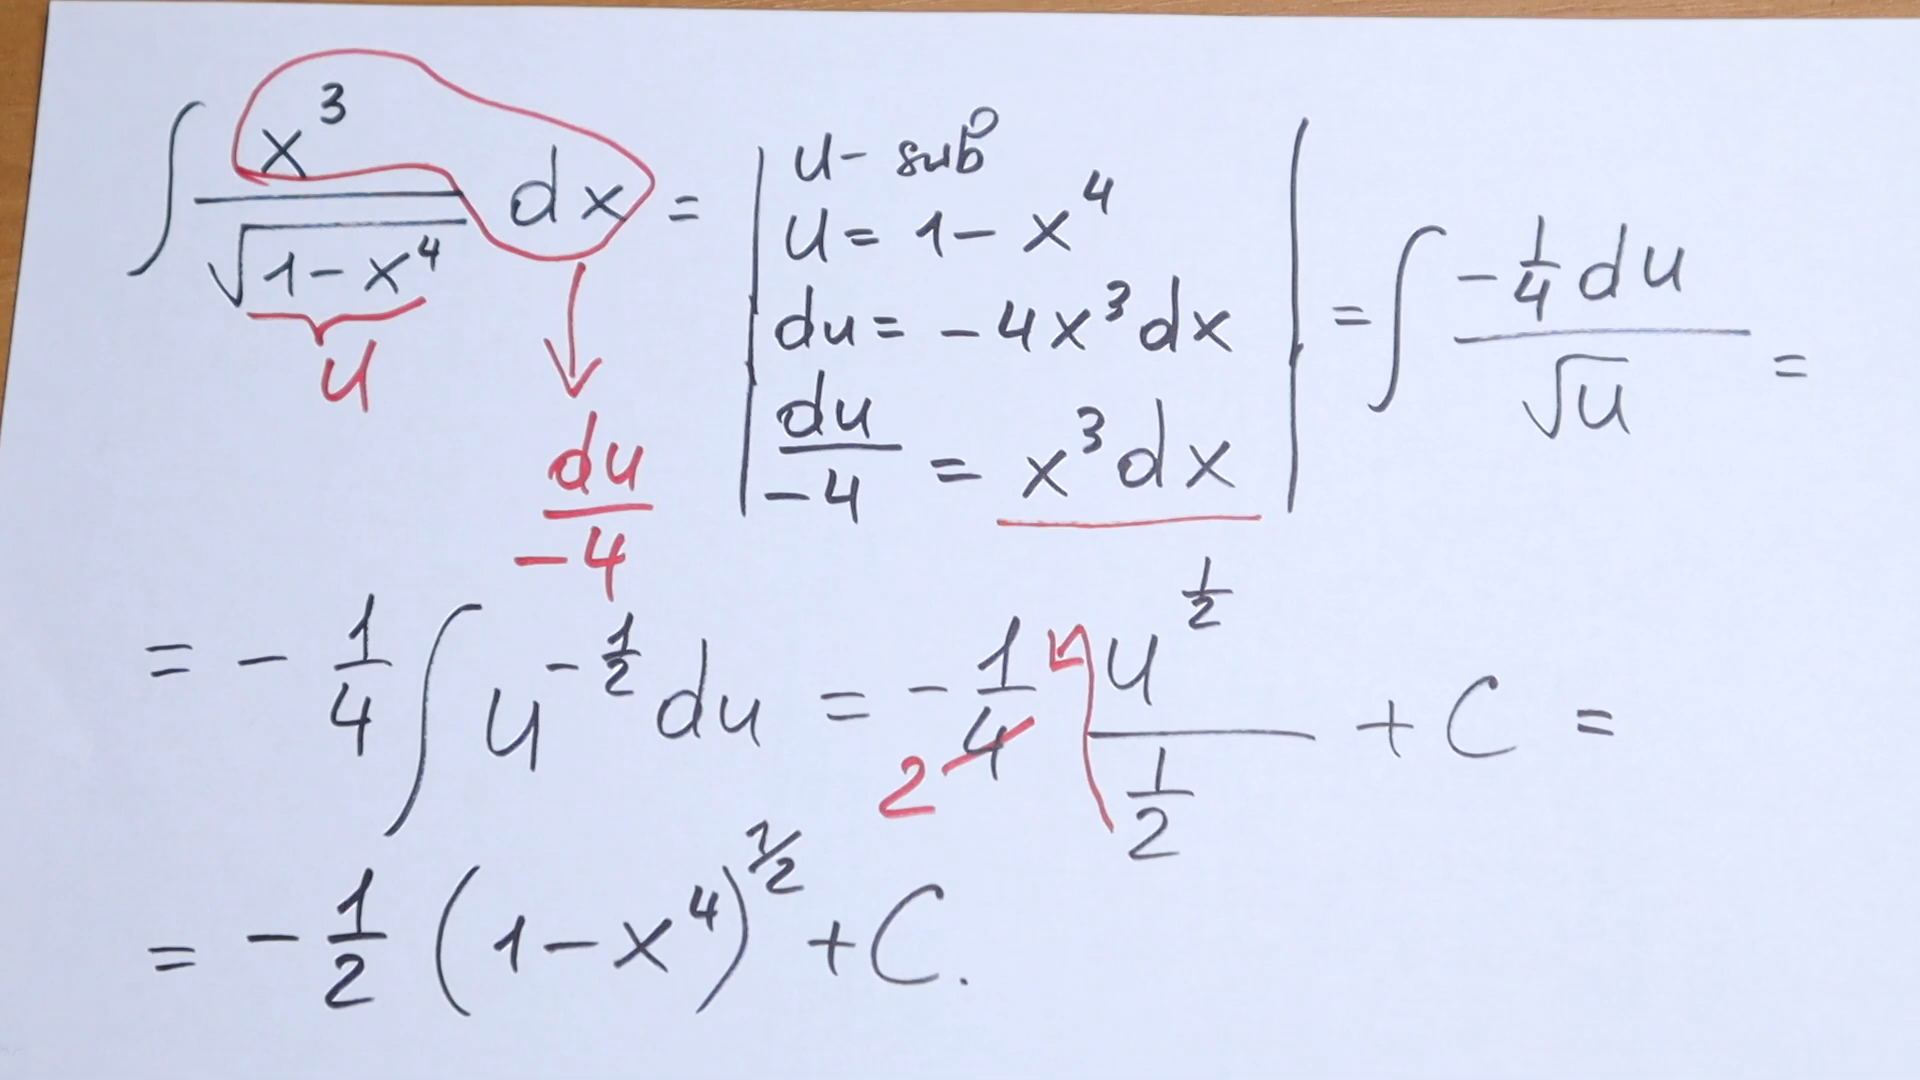 ∫ x³/√(1-x⁴) dx = | u- sub | = ∫ (-1/4 du)/√u =
u = 1 - x⁴
du = -4x³dx
du/-4 = x³dx
u
du/-4
= -1/4 ∫ u^(-1/2) du = -1/4 u^(1/2)/(1/2) + C =
2
= -1/2 (1-x⁴)^(1/2) + C.